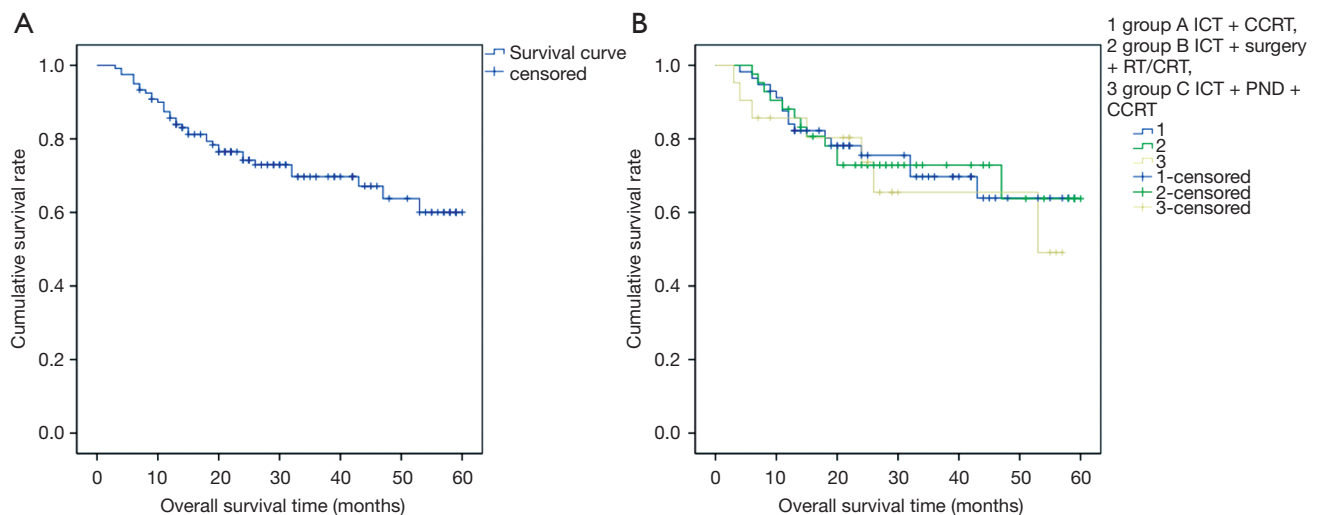 A
Survival curve
censored
1.0
0.8
0.6
0.4
0.2
0.0
0 10 20 30 40 50 60
Cumulative survival rate
Overall survival time (months)
B
1 group A ICT + CCRT,
2 group B ICT + surgery
+ RT/CRT,
3 group C ICT + PND +
CCRT
1
2
3
1-censored
2-censored
3-censored
1.0
0.8
0.6
0.4
0.2
0.0
0 10 20 30 40 50 60
Cumulative survival rate
Overall survival time (months)